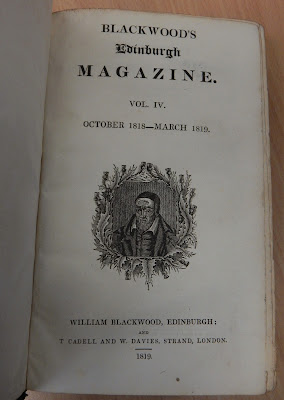 BLACKWOOD'S
Edinburgh
MAGAZINE.
VOL. IV.
OCTOBER 1818—MARCH 1819.
WILLIAM BLACKWOOD, EDINBURGH:
AND
T CADELL AND W. DAVIES, STRAND, LONDON.
1819.